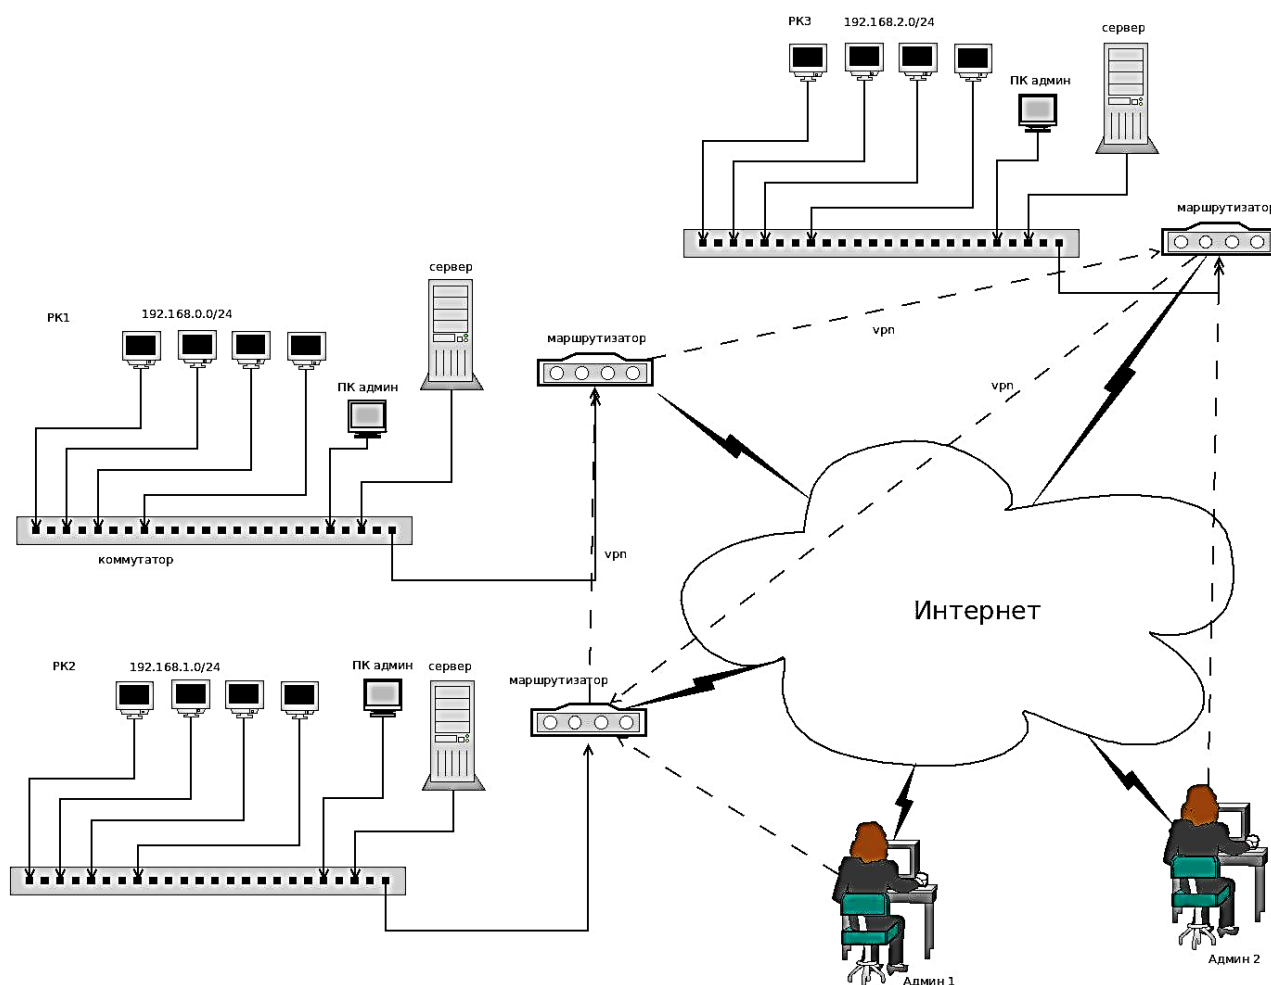 РК3 192.168.2.0/24
сервер
ПК админ
маршрутизатор
vpn
vpn
РК1 192.168.0.0/24
сервер
ПК админ
маршрутизатор
коммутатор
vpn
Интернет
РК2 192.168.1.0/24
ПК админ
сервер
маршрутизатор
Админ 1
Админ 2